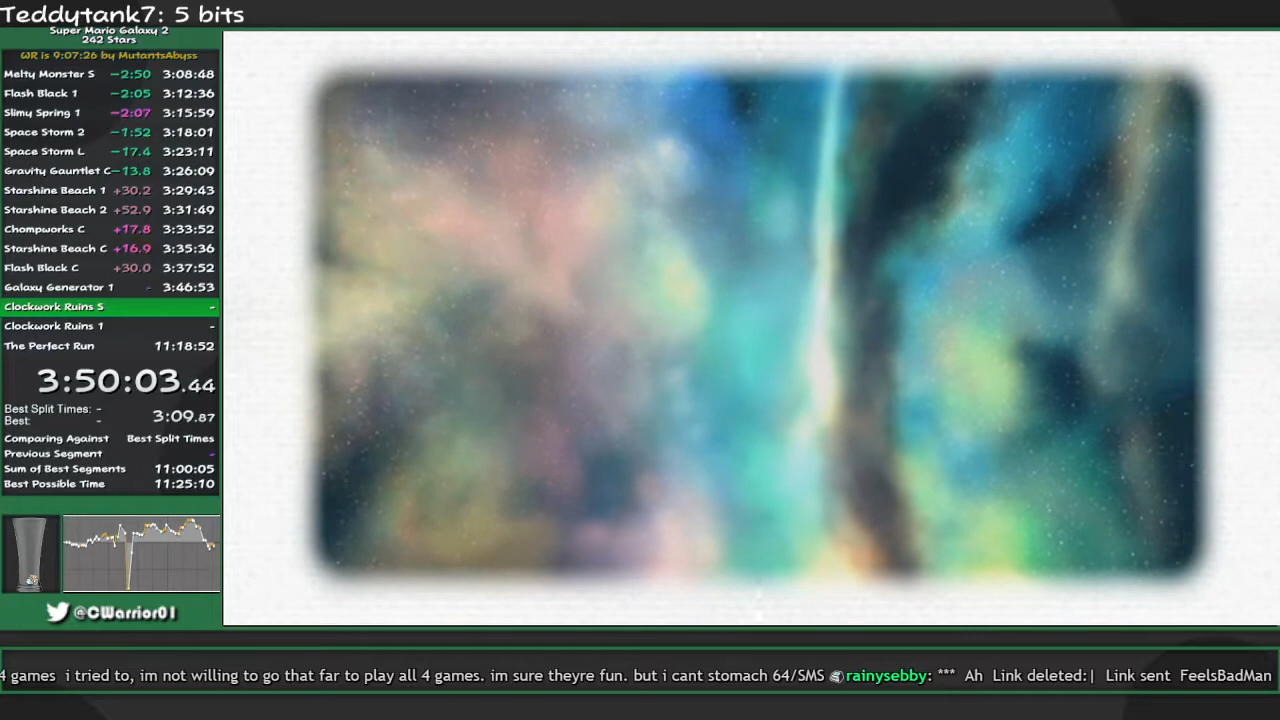 Teddytank7: 5 bits
Super Mario Galaxy 2
242 Stars
WR is 9:07:26 by MutantsAbyss
Melty Monster S −2:50 3:08:48
Flash Black 1 −2:05 3:12:36
Slimy Spring 1 −2:07 3:15:59
Space Storm 2 −1:52 3:18:01
Space Storm L −17.4 3:23:11
Gravity Gauntlet C −13.8 3:26:09
Starshine Beach 1 +30.2 3:29:43
Starshine Beach 2 +52.9 3:31:49
Chompworks C +17.8 3:33:52
Starshine Beach C +16.9 3:35:36
Flash Black C +30.0 3:37:52
Galaxy Generator 1 - 3:46:53
Clockwork Ruins S -
Clockwork Ruins 1 -
The Perfect Run 11:18:52
3:50:03.44
Best Split Times: -
Best: - 3:09.87
Comparing Against Best Split Times
Previous Segment -
Sum of Best Segments 11:00:05
Best Possible Time 11:25:10
@CWarrior01
4 games i tried to, im not willing to go that far to play all 4 games. im sure theyre fun. but i cant stomach 64/SMS rainysebby: *** Ah Link deleted:| Link sent FeelsBadMan